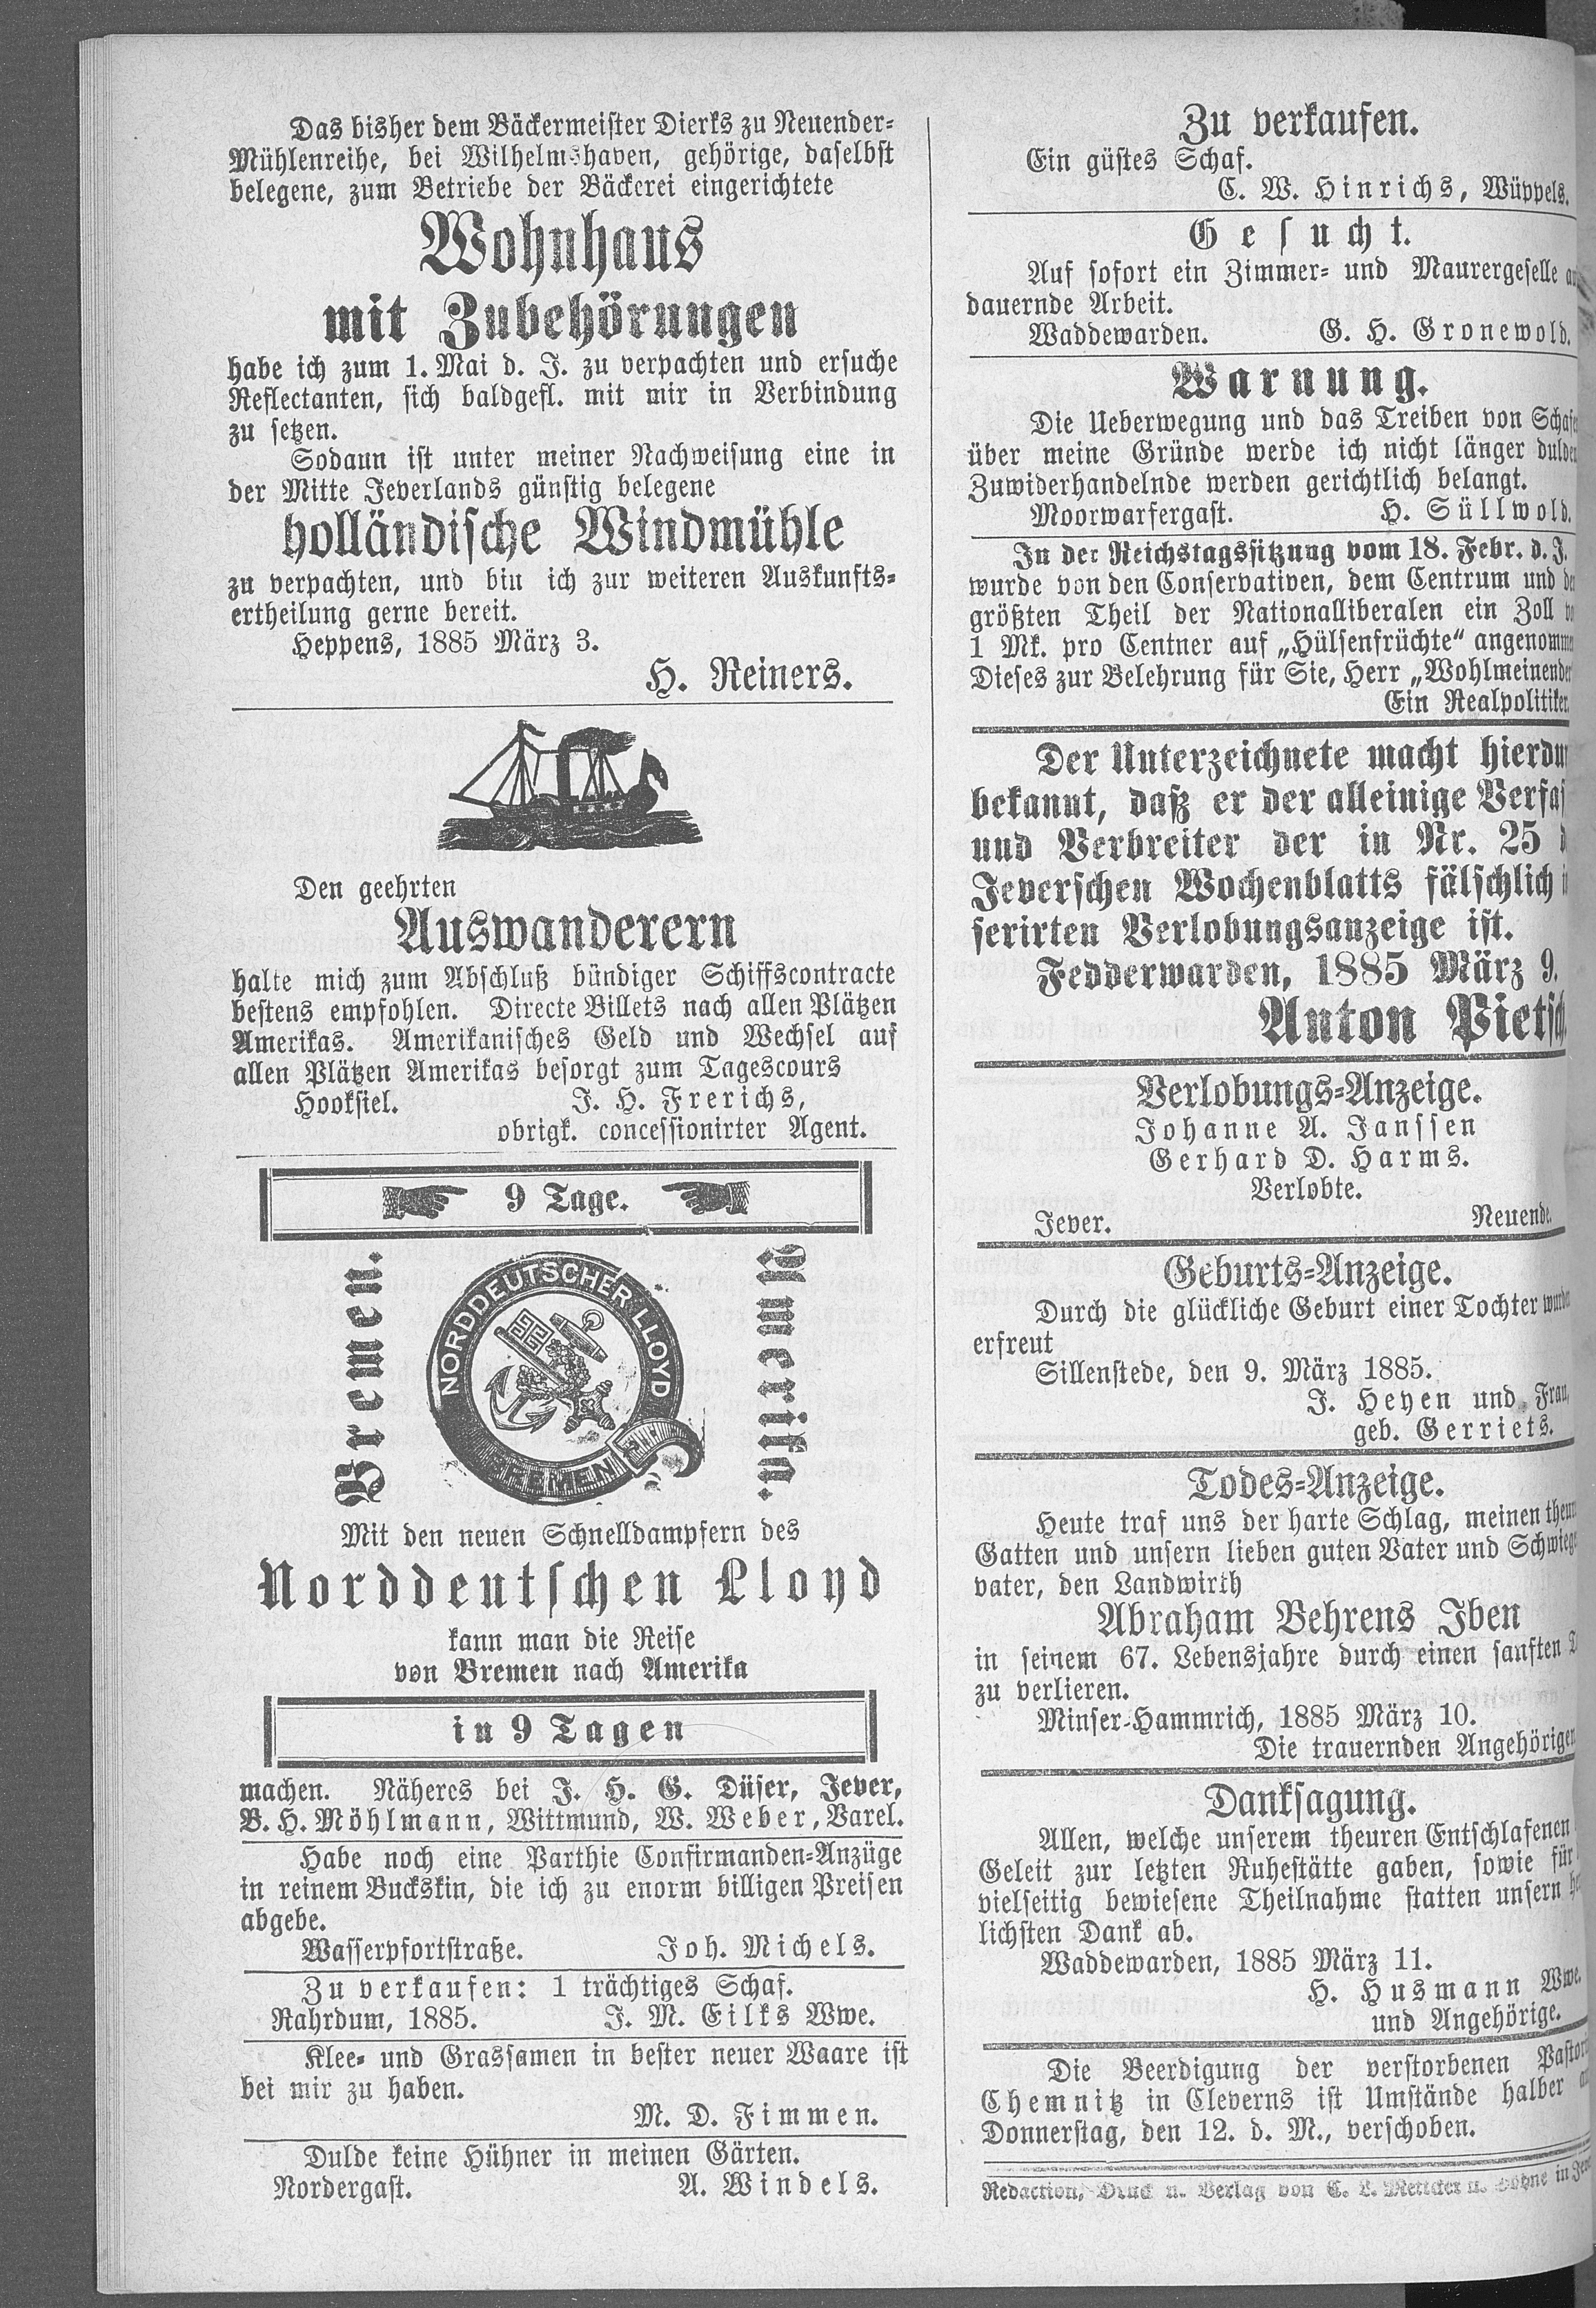 Das bisher dem Bäckermeister Dierks zu Neuender-
Mühlenreihe, bei Wilhelmshaven, gehörige, daselbst
belegene, zum Betriebe der Bäckerei eingerichtete
Wohnhaus
mit Zubehörungen
habe ich zum 1. Mai d. J. zu verpachten und ersuche
Reflectanten, sich baldgefl. mit mir in Verbindung
zu setzen.
Sodann ist unter meiner Nachweisung eine in
der Mitte Jeverlands günstig belegene
holländische Windmühle
zu verpachten, und bin ich zur weiteren Auskunfts-
ertheilung gerne bereit.
Heppens, 1885 März 3.
H. Reiners.
Den geehrten
Auswanderern
halte mich zum Abschluß bündiger Schiffscontracte
bestens empfohlen. Directe Billets nach allen Plätzen
Amerikas. Amerikanisches Geld und Wechsel auf
allen Plätzen Amerikas besorgt zum Tagescours
Hooksiel. J. H. Frerichs,
obrigk. concessionirter Agent.
9 Tage.
Bremen.
NORDDEUTSCHER LLOYD
BREMEN
Amerika.
Mit den neuen Schnelldampfern des
Norddeutschen Lloyd
kann man die Reise
von Bremen nach Amerika
in 9 Tagen
machen. Näheres bei J. H. G. Düser, Jever,
B. H. Möhlmann, Wittmund, W. Weber, Varel.
Habe noch eine Parthie Confirmanden-Anzüge
in reinem Buckskin, die ich zu enorm billigen Preisen
abgebe.
Wasserpfortstraße. Joh. Michels.
Zu verkaufen: 1 trächtiges Schaf.
Rahrdum, 1885. J. M. Eilks Wwe.
Klee- und Grassamen in bester neuer Waare ist
bei mir zu haben.
M. D. Fimmen.
Dulde keine Hühner in meinen Gärten.
Nordergast. A. Windels.
Zu verkaufen.
Ein güstes Schaf.
C. W. Hinrichs, Wüppels.
Gesucht.
Auf sofort ein Zimmer- und Maurergeselle
dauernde Arbeit.
Waddewarden. G. H. Gronewold.
Warnung.
Die Ueberwegung und das Treiben von
über meine Gründe werde ich nicht länger
Zuwiderhandelnde werden gerichtlich belangt.
Moorwarfergast. H. Süllwold.
In der Reichstagssitzung vom 18. Febr. d. J.
wurde von den Conservativen, dem Centrum und
größten Theil der Nationalliberalen ein Zoll
1 Mk. pro Centner auf „Hülsenfrüchte“
Dieses zur Belehrung für Sie, Herr
Ein Realpolitiker.
Der Unterzeichnete macht
bekannt, daß er der alleinige
und Verbreiter der in Nr. 25
Jeverschen Wochenblatts fälschlich
serirten Verlobungsanzeige ist.
Fedderwarden, 1885 März 9.
Anton
Verlobungs-Anzeige.
Johanne A. Janssen
Gerhard D. Harms.
Verlobte.
Jever. Neuende.
Geburts-Anzeige.
Durch die glückliche Geburt einer Tochter
erfreut
Sillenstede, den 9. März 1885.
J. Heyen und Frau,
geb. Gerriets.
Todes-Anzeige.
Heute traf uns der harte Schlag, meinen
Gatten und unsern lieben guten Vater und
vater, den Landwirth
Abraham Behrens Iben
in seinem 67. Lebensjahre durch einen sanften
zu verlieren.
Minser-Hammrich, 1885 März 10.
Die trauernden Angehörigen.
Danksagung.
Allen, welche unserem theuren Entschlafenen
Geleit zur letzten Ruhestätte gaben, sowie für
vielseitig bewiesene Theilnahme statten unsern
lichsten Dank ab.
Waddewarden, 1885 März 11.
H. Husmann Wwe.
und Angehörige.
Die Beerdigung der verstorbenen
Chemnitz in Cleverns ist Umstände halber
Donnerstag, den 12. d. M., verschoben.
Redaction, Druck u. Verlag von C. L. Mettcker u. Söhne in